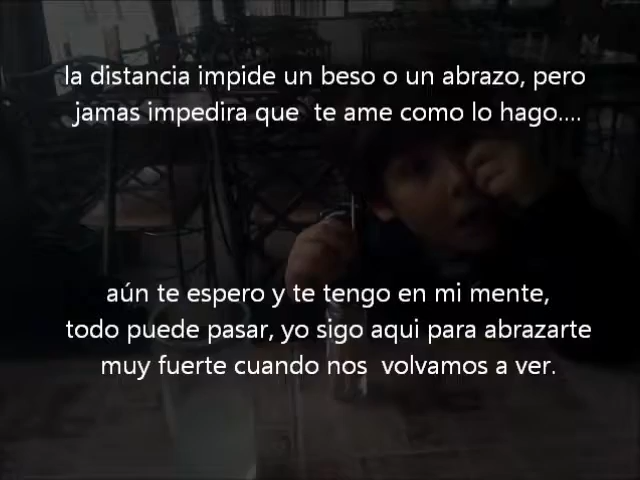 la distancia impide un beso o un abrazo, pero
jamas impedira que te ame como lo hago....
aún te espero y te tengo en mi mente,
todo puede pasar, yo sigo aqui para abrazarte
muy fuerte cuando nos volvamos a ver.